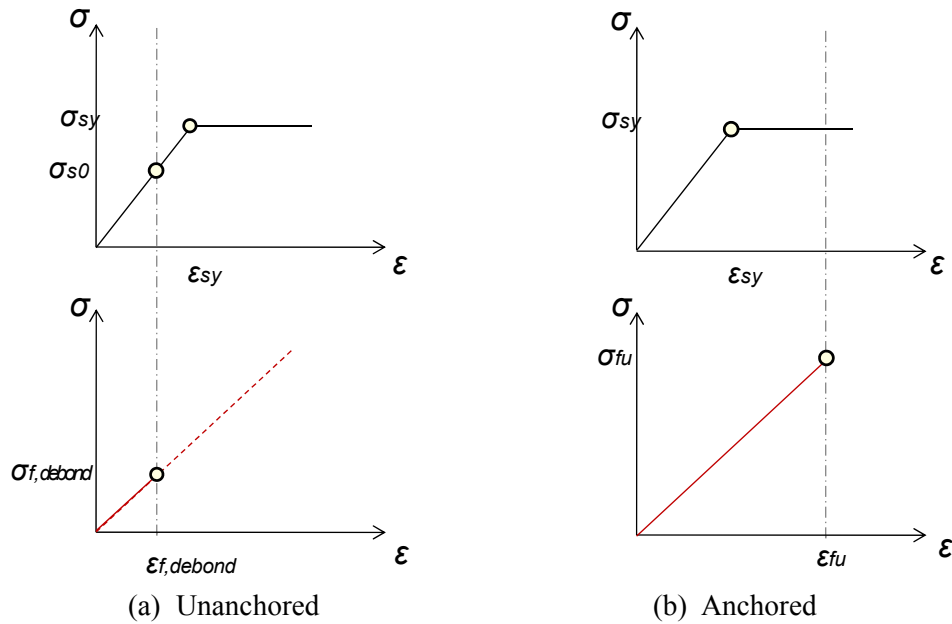 σ
σ
σsy
σsy
σs0
εsy
ε
εsy
ε
σ
σ
σfu
σf,debond
ε
ε
εf,debond
εfu
(a) Unanchored
(b) Anchored